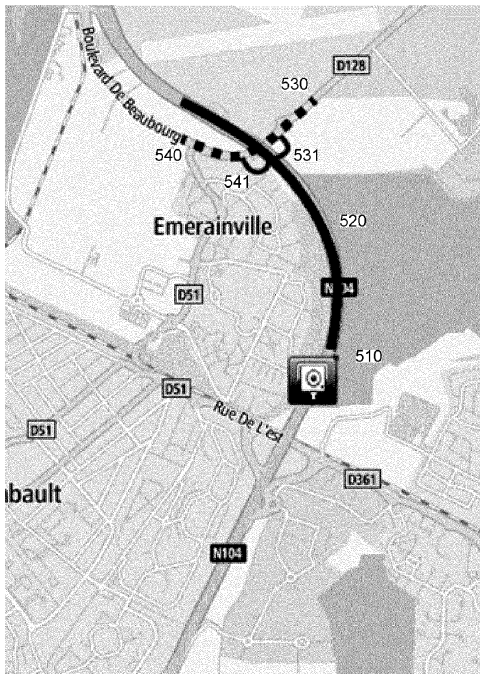 D128
530
Boulevard De Beaubourg
540
531
541
520
Emerainville
N104
D51
510
D51
Rue De L'est
D51
D361
bault
N104